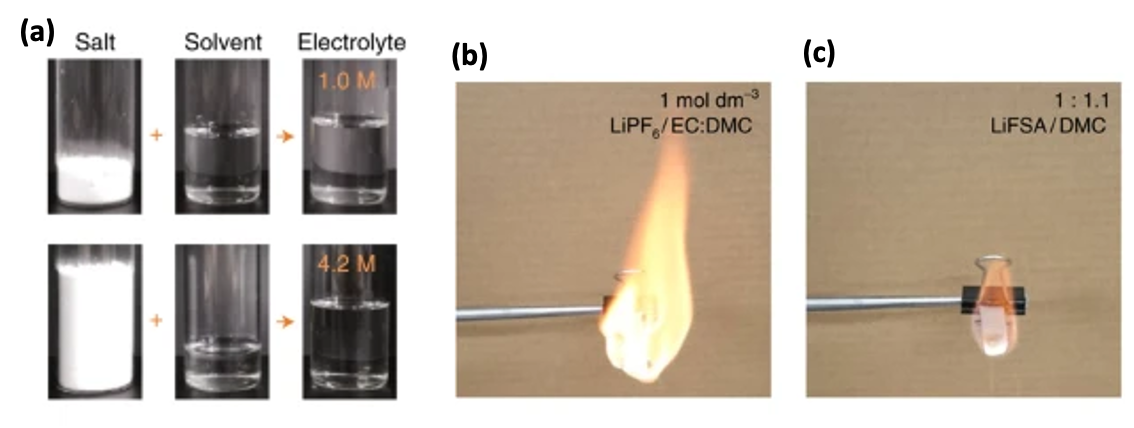 (a)
Salt
Solvent
Electrolyte
1.0 M
+
4.2 M
+
(b)
1 mol dm⁻³
LiPF₆/EC:DMC
(c)
1 : 1.1
LiFSA/DMC